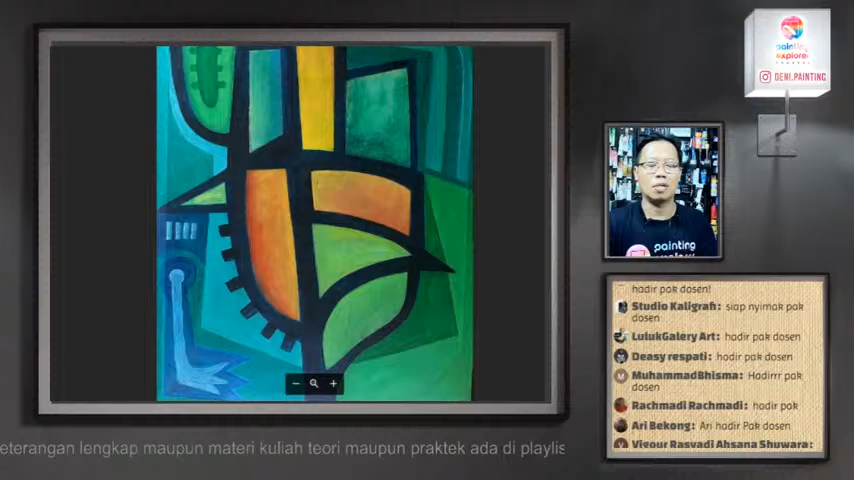 painting
explorer
CHANNEL
DENI.PAINTING
painting
hadir pak dosen!
Studio Kaligrafi: siap nyimak pak
dosen
LulukGalery Art: hadir pak dosen
Deasy respati: hadir pak dosen
MuhammadBhisma: Hadirrr pak
dosen
Rachmadi Rachmadi: hadir pak
Ari Bekong: Ari hadir Pak dosen
Vigour Rasyadi Ahsana Shuwara:
eterangan lengkap maupun materi kuliah teori maupun praktek ada di playlis